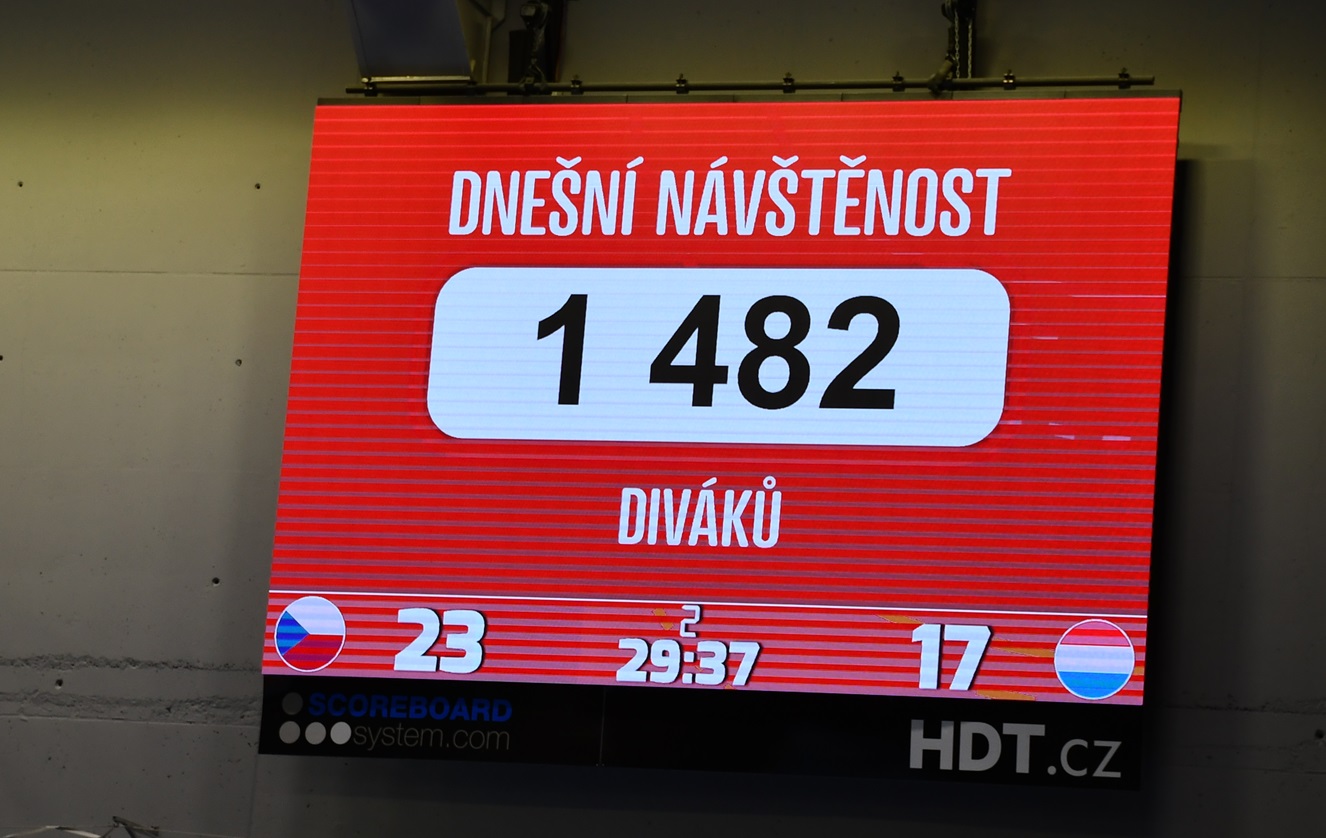 DNEŠNÍ NÁVŠTĚNOST
1 482
DIVÁKŮ
23
2
29:37
17
SCOREBOARD
system.com
HDT.cz